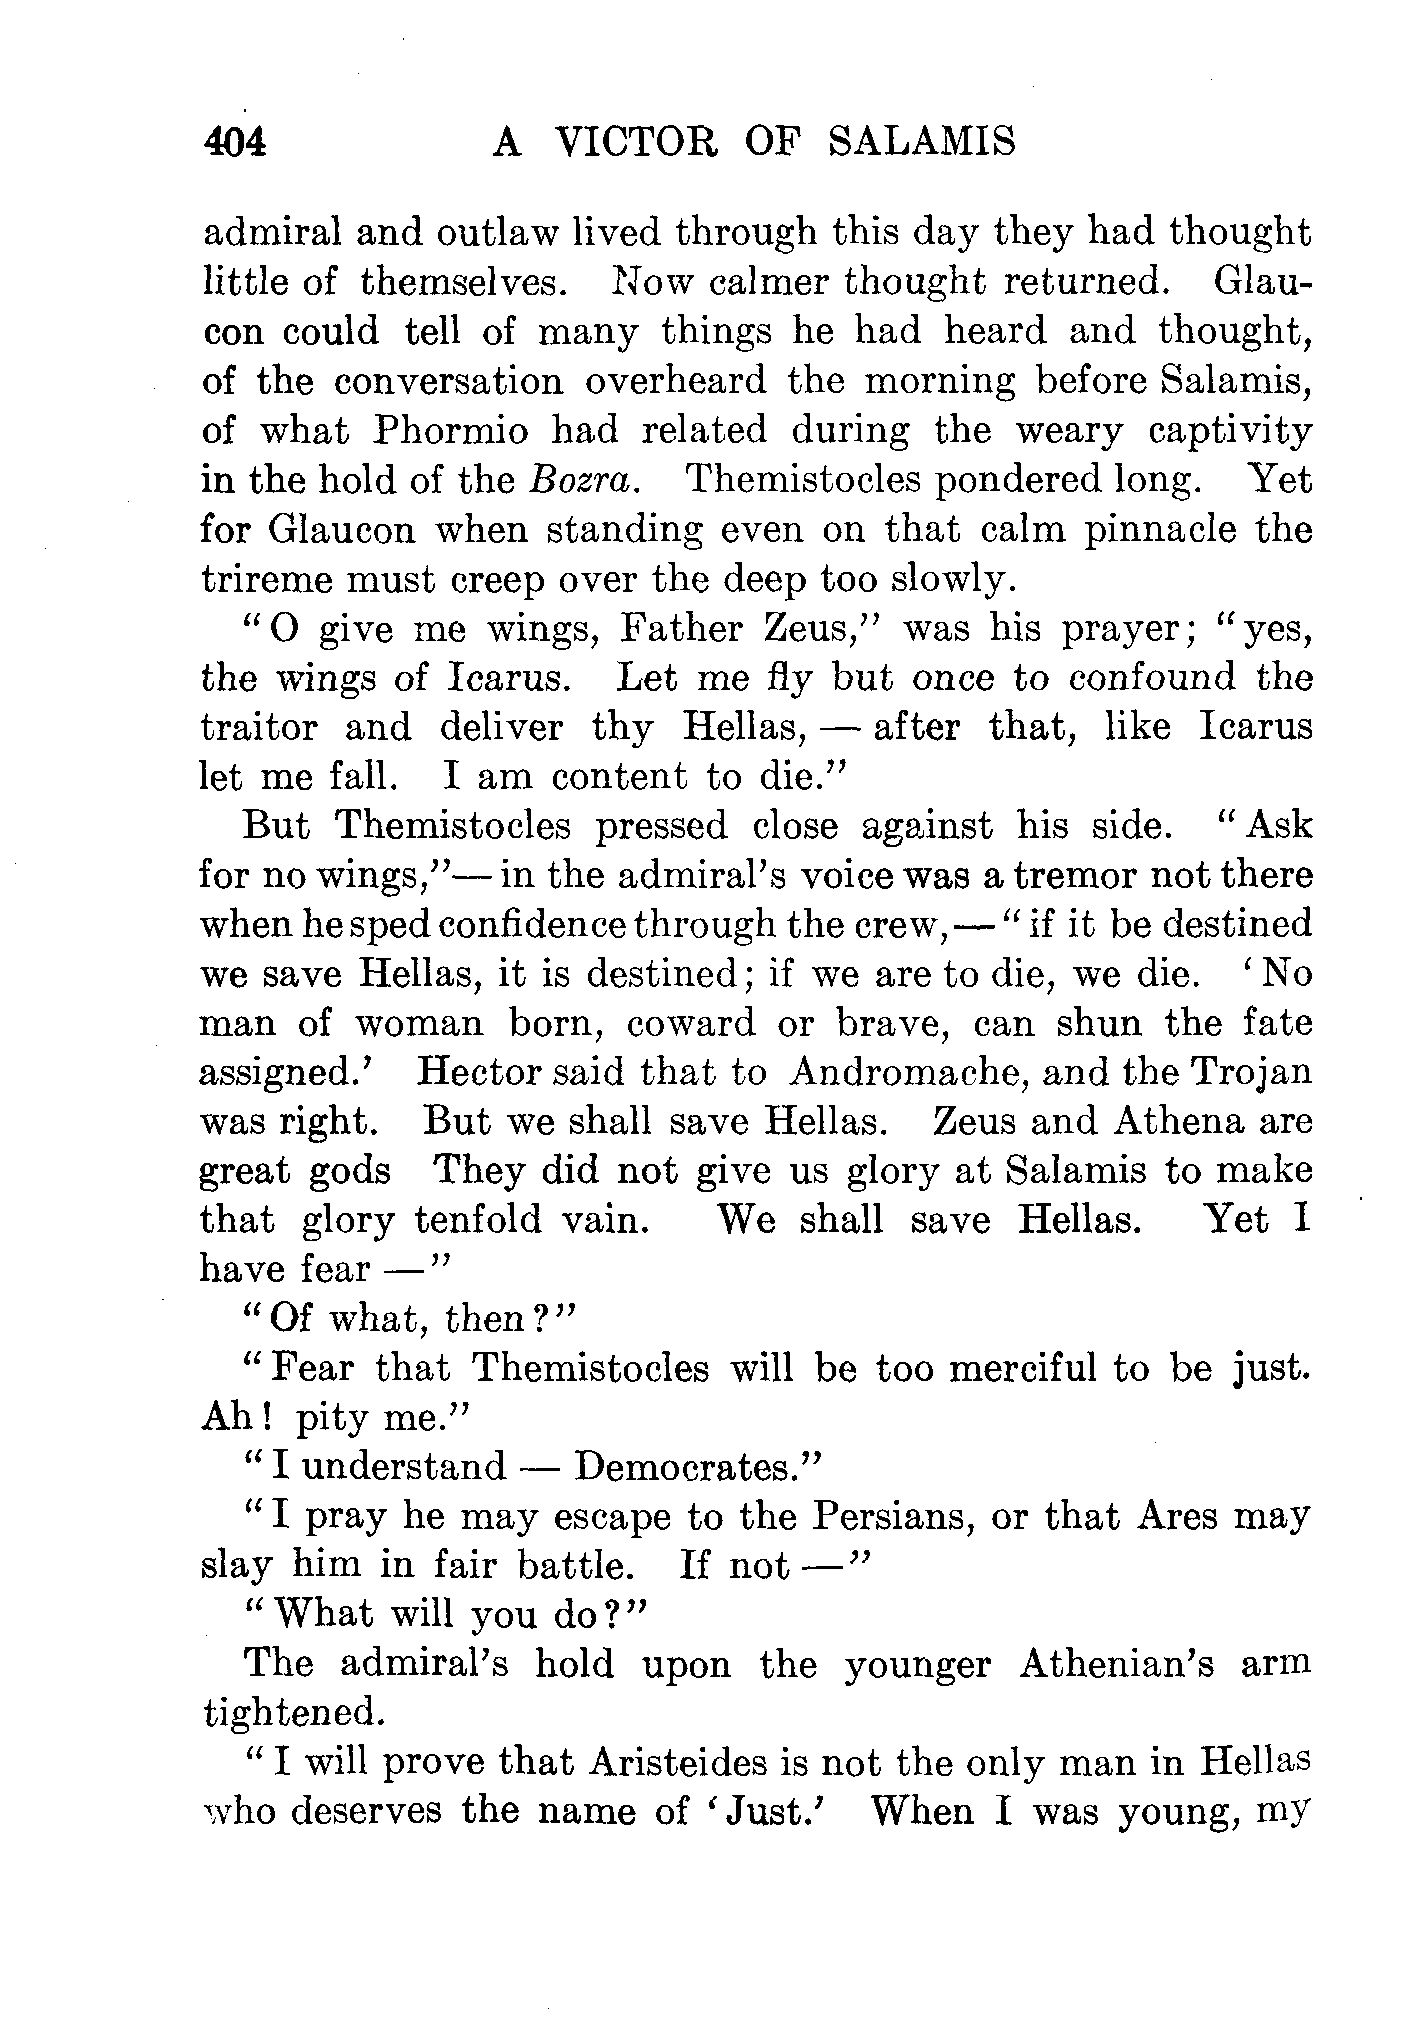 404 A VICTOR OF SALAMIS
admiral and outlaw lived through this day they had thought
little of themselves. Now calmer thought returned. Glau-
con could tell of many things he had heard and thought,
of the conversation overheard the morning before Salamis,
of what Phormio had related during the weary captivity
in the hold of the Bozra. Themistocles pondered long. Yet
for Glaucon when standing even on that calm pinnacle the
trireme must creep over the deep too slowly.
"O give me wings, Father Zeus," was his prayer; "yes,
the wings of Icarus. Let me fly but once to confound the
traitor and deliver thy Hellas, — after that, like Icarus
let me fall. I am content to die."
But Themistocles pressed close against his side. "Ask
for no wings,"— in the admiral's voice was a tremor not there
when he sped confidence through the crew,—"if it be destined
we save Hellas, it is destined; if we are to die, we die. 'No
man of woman born, coward or brave, can shun the fate
assigned.' Hector said that to Andromache, and the Trojan
was right. But we shall save Hellas. Zeus and Athena are
great gods They did not give us glory at Salamis to make
that glory tenfold vain. We shall save Hellas. Yet I
have fear —"
"Of what, then?"
"Fear that Themistocles will be too merciful to be just.
Ah! pity me."
"I understand — Democrates."
"I pray he may escape to the Persians, or that Ares may
slay him in fair battle. If not —"
"What will you do?"
The admiral's hold upon the younger Athenian's arm
tightened.
"I will prove that Aristeides is not the only man in Hellas
who deserves the name of 'Just.' When I was young, my